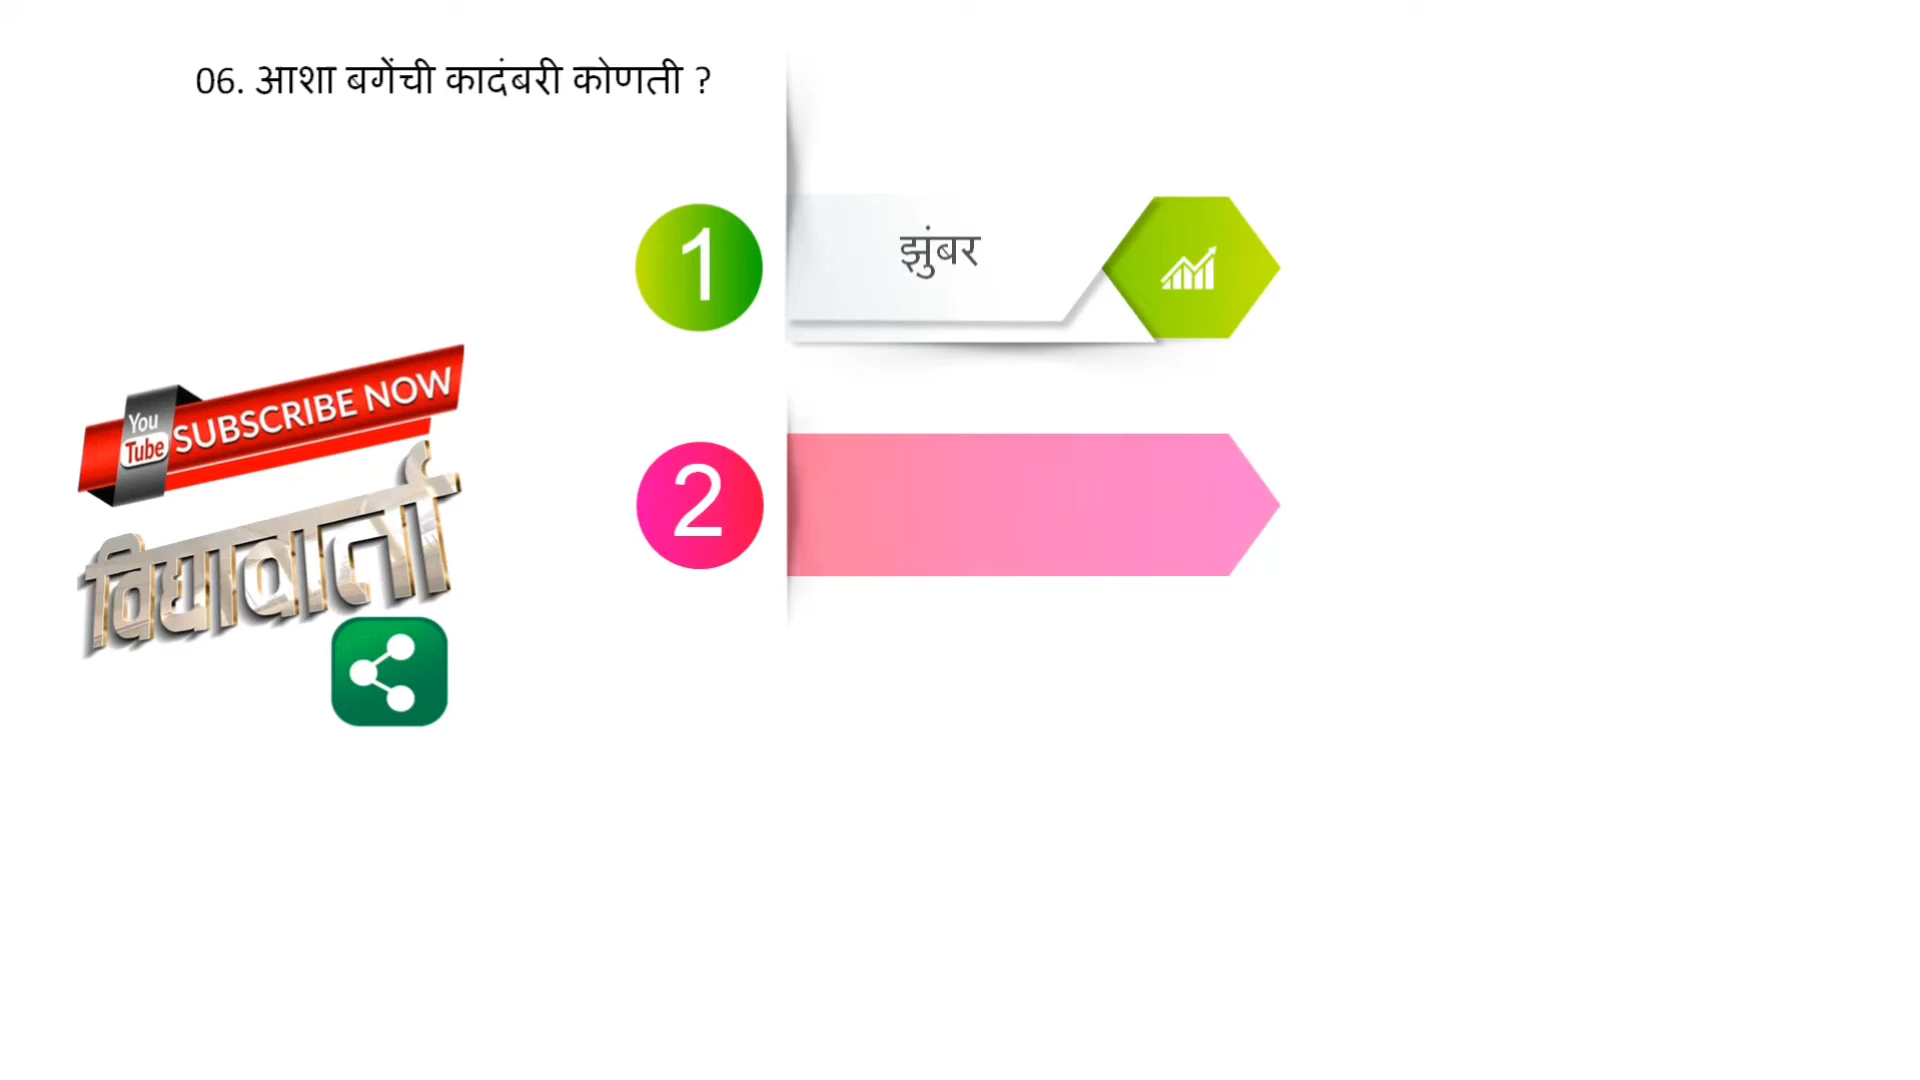 06. आशा बगेंची कादंबरी कोणती ?
1
झुंबर
You
Tube
SUBSCRIBE NOW
2
विद्यावार्ता